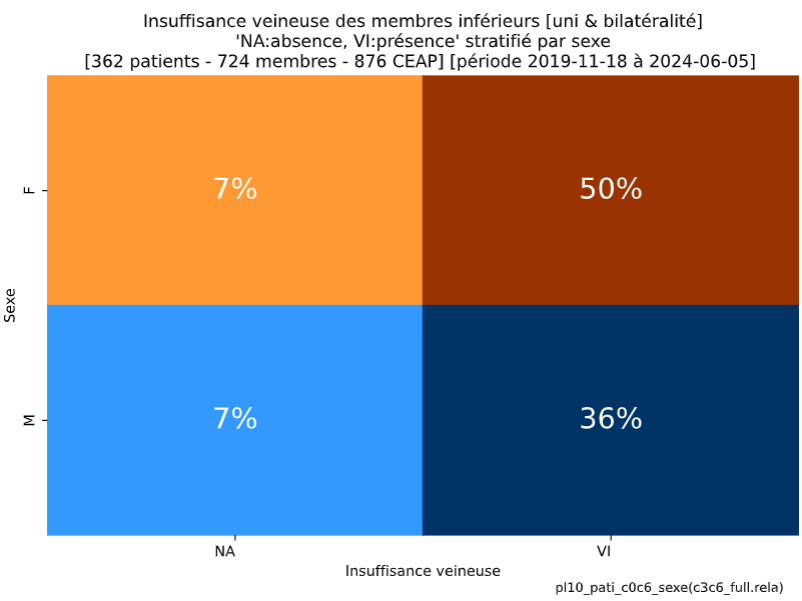 Insuffisance veineuse des membres inférieurs [uni & bilatéralité]
'NA:absence, VI:présence' stratifié par sexe
[362 patients - 724 membres - 876 CEAP] [période 2019-11-18 à 2024-06-05]
F
7%
50%
Sexe
M
7%
36%
NA
VI
Insuffisance veineuse
pl10_pati_c0c6_sexe(c3c6_full.rela)